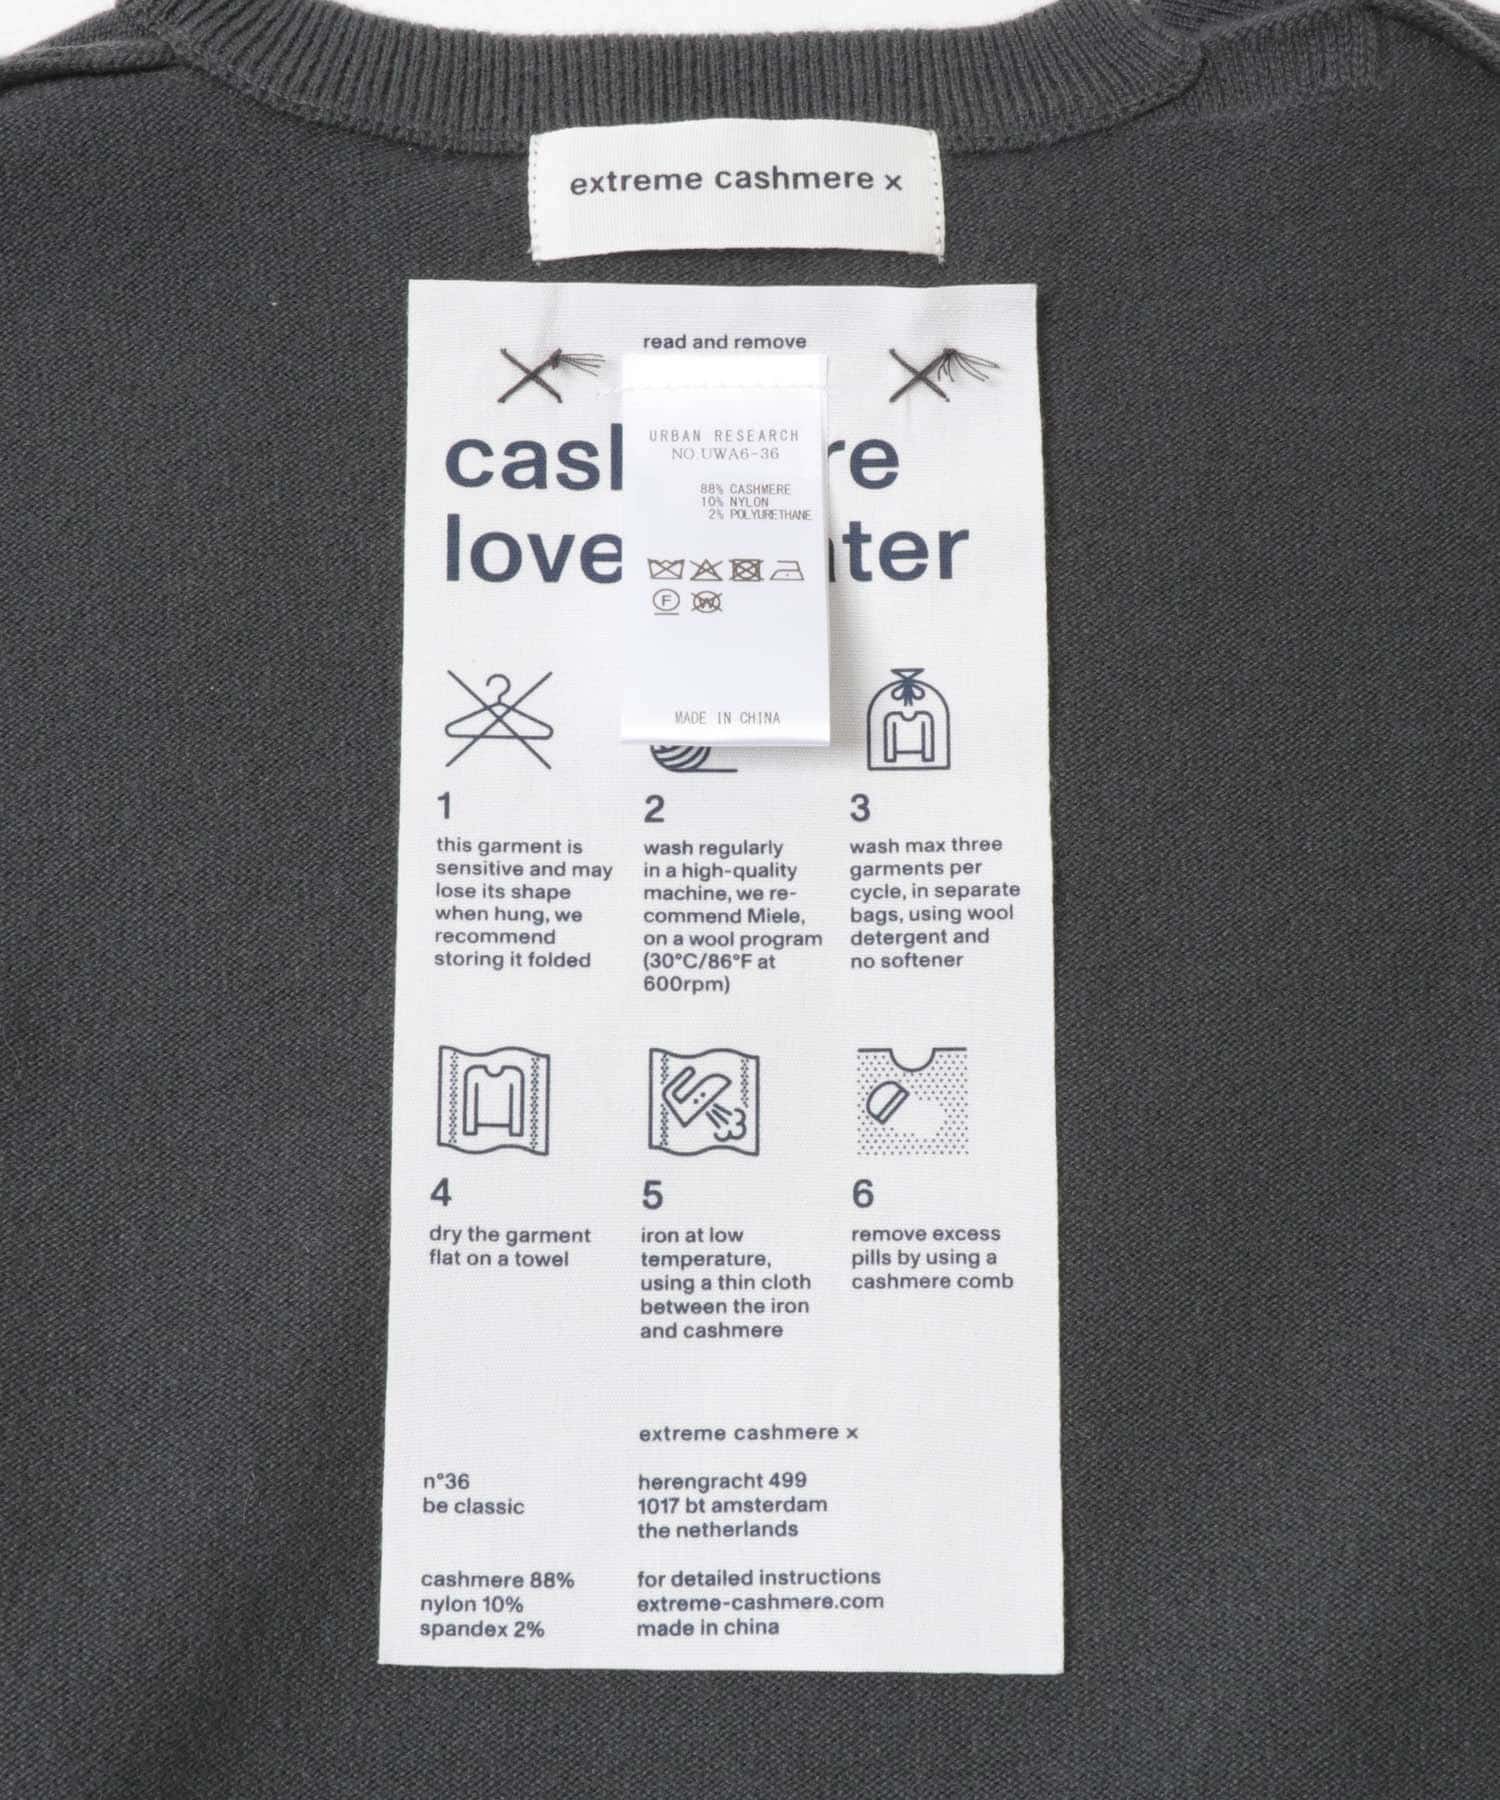 extreme cashmere x
read and remove
URBAN RESEARCH
NO.UWA6-36
88% CASHMERE
10% NYLON
2% POLYURETHANE
F
W
MADE IN CHINA
1
this garment is
sensitive and may
lose its shape
when hung, we
recommend
storing it folded
2
wash regularly
in a high-quality
machine, we re-
commend Miele,
on a wool program
(30°C/86°F at
600rpm)
3
wash max three
garments per
cycle, in separate
bags, using wool
detergent and
no softener
4
dry the garment
flat on a towel
5
iron at low
temperature,
using a thin cloth
between the iron
and cashmere
6
remove excess
pills by using a
cashmere comb
n°36
be classic
cashmere 88%
nylon 10%
spandex 2%
extreme cashmere x
herengracht 499
1017 bt amsterdam
the netherlands
for detailed instructions
extreme-cashmere.com
made in china